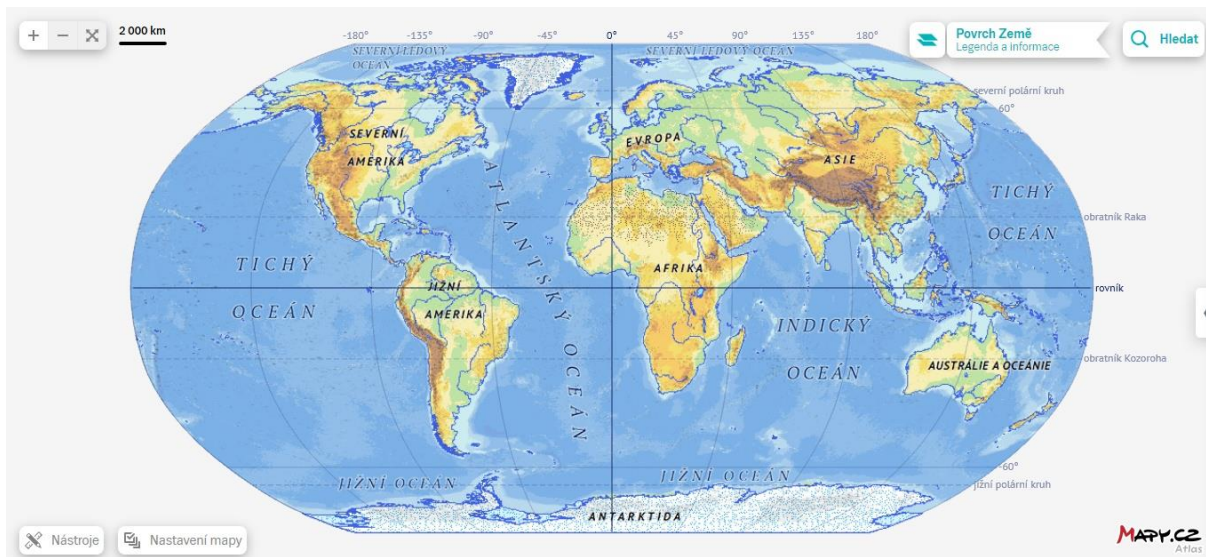 + − 2 000 km
-180° -135° -90° -45° 0° 45° 90° 135° 180°
Povrch Země
Legenda a informace
Hledat
SEVERNÍ LEDOVÝ
OCEÁN
SEVERNÍ LEDOVÝ OCEÁN
severní polární kruh
60°
SEVERNÍ
AMERIKA
EVROPA
ASIE
ATLANTSKÝ OCEÁN
TICHÝ
OCEÁN
obratník Raka
TICHÝ
OCEÁN
AFRIKA
JIŽNÍ
AMERIKA
rovník
INDICKÝ
OCEÁN
obratník Kozoroha
AUSTRÁLIE A OCEÁNIE
-60°
JIŽNÍ OCEÁN
JIŽNÍ OCEÁN
jižní polární kruh
ANTARKTIDA
Nástroje
Nastavení mapy
MAPY.CZ
Atlas